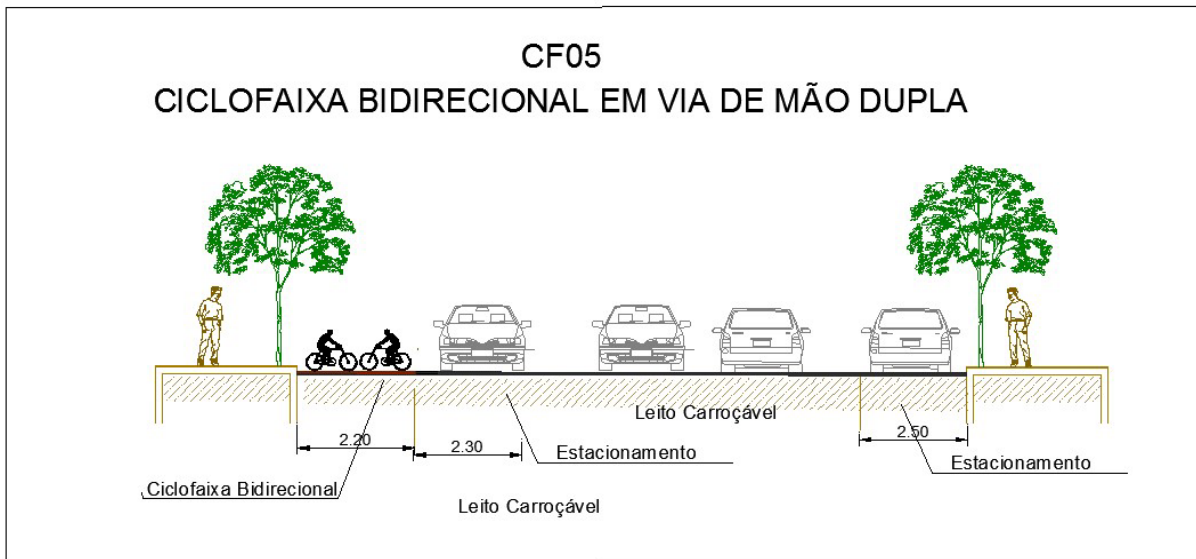 CF05
CICLOFAIXA BIDIRECIONAL EM VIA DE MÃO DUPLA
Leito Carroçável
2.20
2.30
2.50
Estacionamento
Estacionamento
Ciclofaixa Bidirecional
Leito Carroçável